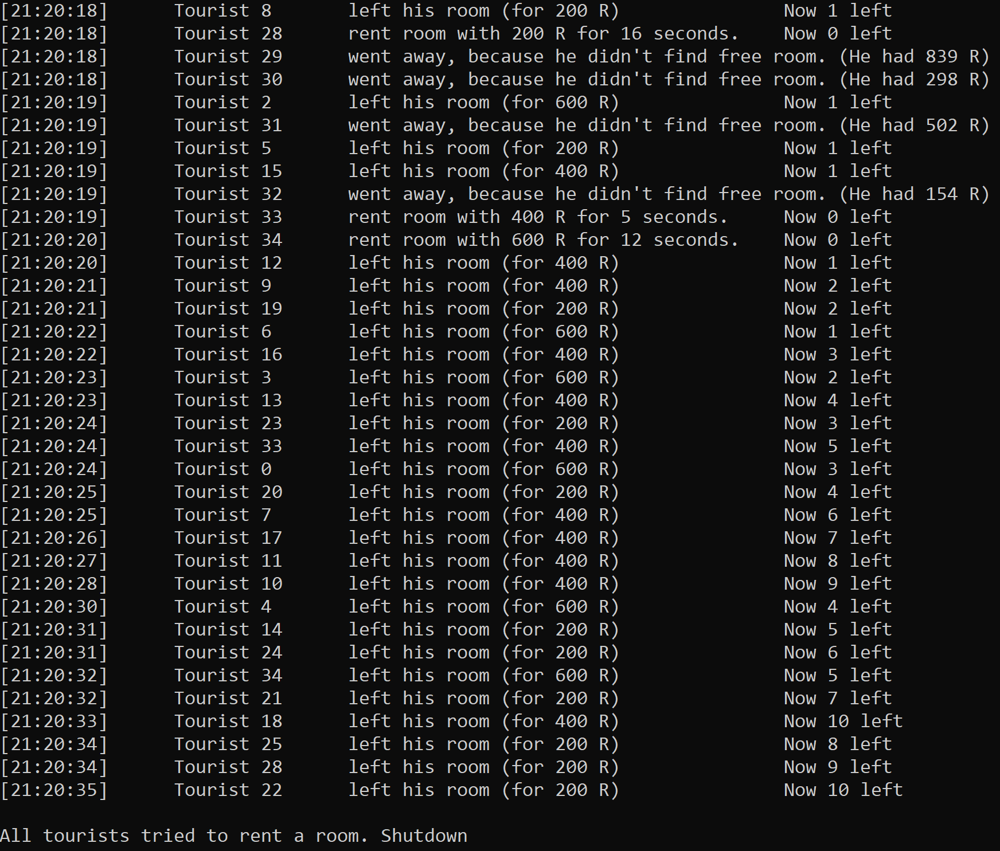 [21:20:18] Tourist 8 left his room (for 200 R) Now 1 left
[21:20:18] Tourist 28 rent room with 200 R for 16 seconds. Now 0 left
[21:20:18] Tourist 29 went away, because he didn't find free room. (He had 839 R)
[21:20:18] Tourist 30 went away, because he didn't find free room. (He had 298 R)
[21:20:19] Tourist 2 left his room (for 600 R) Now 1 left
[21:20:19] Tourist 31 went away, because he didn't find free room. (He had 502 R)
[21:20:19] Tourist 5 left his room (for 200 R) Now 1 left
[21:20:19] Tourist 15 left his room (for 400 R) Now 1 left
[21:20:19] Tourist 32 went away, because he didn't find free room. (He had 154 R)
[21:20:19] Tourist 33 rent room with 400 R for 5 seconds. Now 0 left
[21:20:20] Tourist 34 rent room with 600 R for 12 seconds. Now 0 left
[21:20:20] Tourist 12 left his room (for 400 R) Now 1 left
[21:20:21] Tourist 9 left his room (for 400 R) Now 2 left
[21:20:21] Tourist 19 left his room (for 200 R) Now 2 left
[21:20:22] Tourist 6 left his room (for 600 R) Now 1 left
[21:20:22] Tourist 16 left his room (for 400 R) Now 3 left
[21:20:23] Tourist 3 left his room (for 600 R) Now 2 left
[21:20:23] Tourist 13 left his room (for 400 R) Now 4 left
[21:20:24] Tourist 23 left his room (for 200 R) Now 3 left
[21:20:24] Tourist 33 left his room (for 400 R) Now 5 left
[21:20:24] Tourist 0 left his room (for 600 R) Now 3 left
[21:20:25] Tourist 20 left his room (for 200 R) Now 4 left
[21:20:25] Tourist 7 left his room (for 400 R) Now 6 left
[21:20:26] Tourist 17 left his room (for 400 R) Now 7 left
[21:20:27] Tourist 11 left his room (for 400 R) Now 8 left
[21:20:28] Tourist 10 left his room (for 400 R) Now 9 left
[21:20:30] Tourist 4 left his room (for 600 R) Now 4 left
[21:20:31] Tourist 14 left his room (for 200 R) Now 5 left
[21:20:31] Tourist 24 left his room (for 200 R) Now 6 left
[21:20:32] Tourist 34 left his room (for 600 R) Now 5 left
[21:20:32] Tourist 21 left his room (for 200 R) Now 7 left
[21:20:33] Tourist 18 left his room (for 400 R) Now 10 left
[21:20:34] Tourist 25 left his room (for 200 R) Now 8 left
[21:20:34] Tourist 28 left his room (for 200 R) Now 9 left
[21:20:35] Tourist 22 left his room (for 200 R) Now 10 left
All tourists tried to rent a room. Shutdown